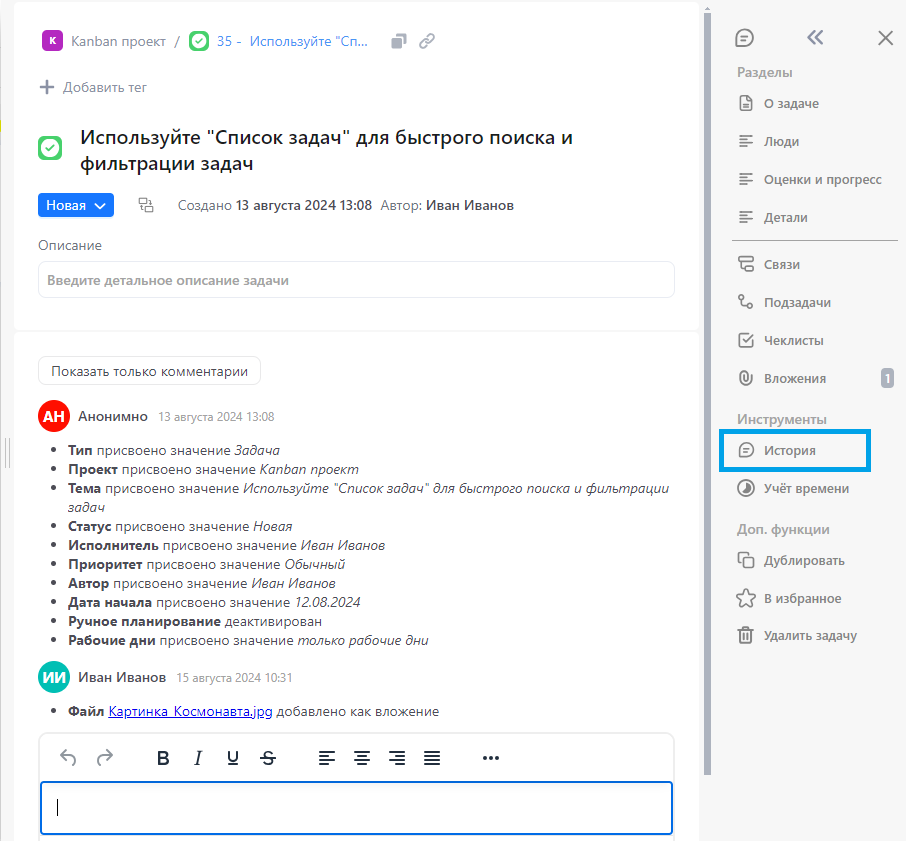 K Kanban проект / 35 - Используйте "Сп...
Добавить тег
Используйте "Список задач" для быстрого поиска и
фильтрации задач
Новая Создано 13 августа 2024 13:08 Автор: Иван Иванов
Описание
Введите детальное описание задачи
Показать только комментарии
АН Анонимно 13 августа 2024 13:08
• Тип присвоено значение Задача
• Проект присвоено значение Kanban проект
• Тема присвоено значение Используйте "Список задач" для быстрого поиска и фильтрации
задач
• Статус присвоено значение Новая
• Исполнитель присвоено значение Иван Иванов
• Приоритет присвоено значение Обычный
• Автор присвоено значение Иван Иванов
• Дата начала присвоено значение 12.08.2024
• Ручное планирование деактивирован
• Рабочие дни присвоено значение только рабочие дни
ИИ Иван Иванов 15 августа 2024 10:31
• Файл Картинка_Космонавта.jpg добавлено как вложение
B I U S ...
Разделы
О задаче
Люди
Оценки и прогресс
Детали
Связи
Подзадачи
Чеклисты
Вложения 1
Инструменты
История
Учёт времени
Доп. функции
Дублировать
В избранное
Удалить задачу